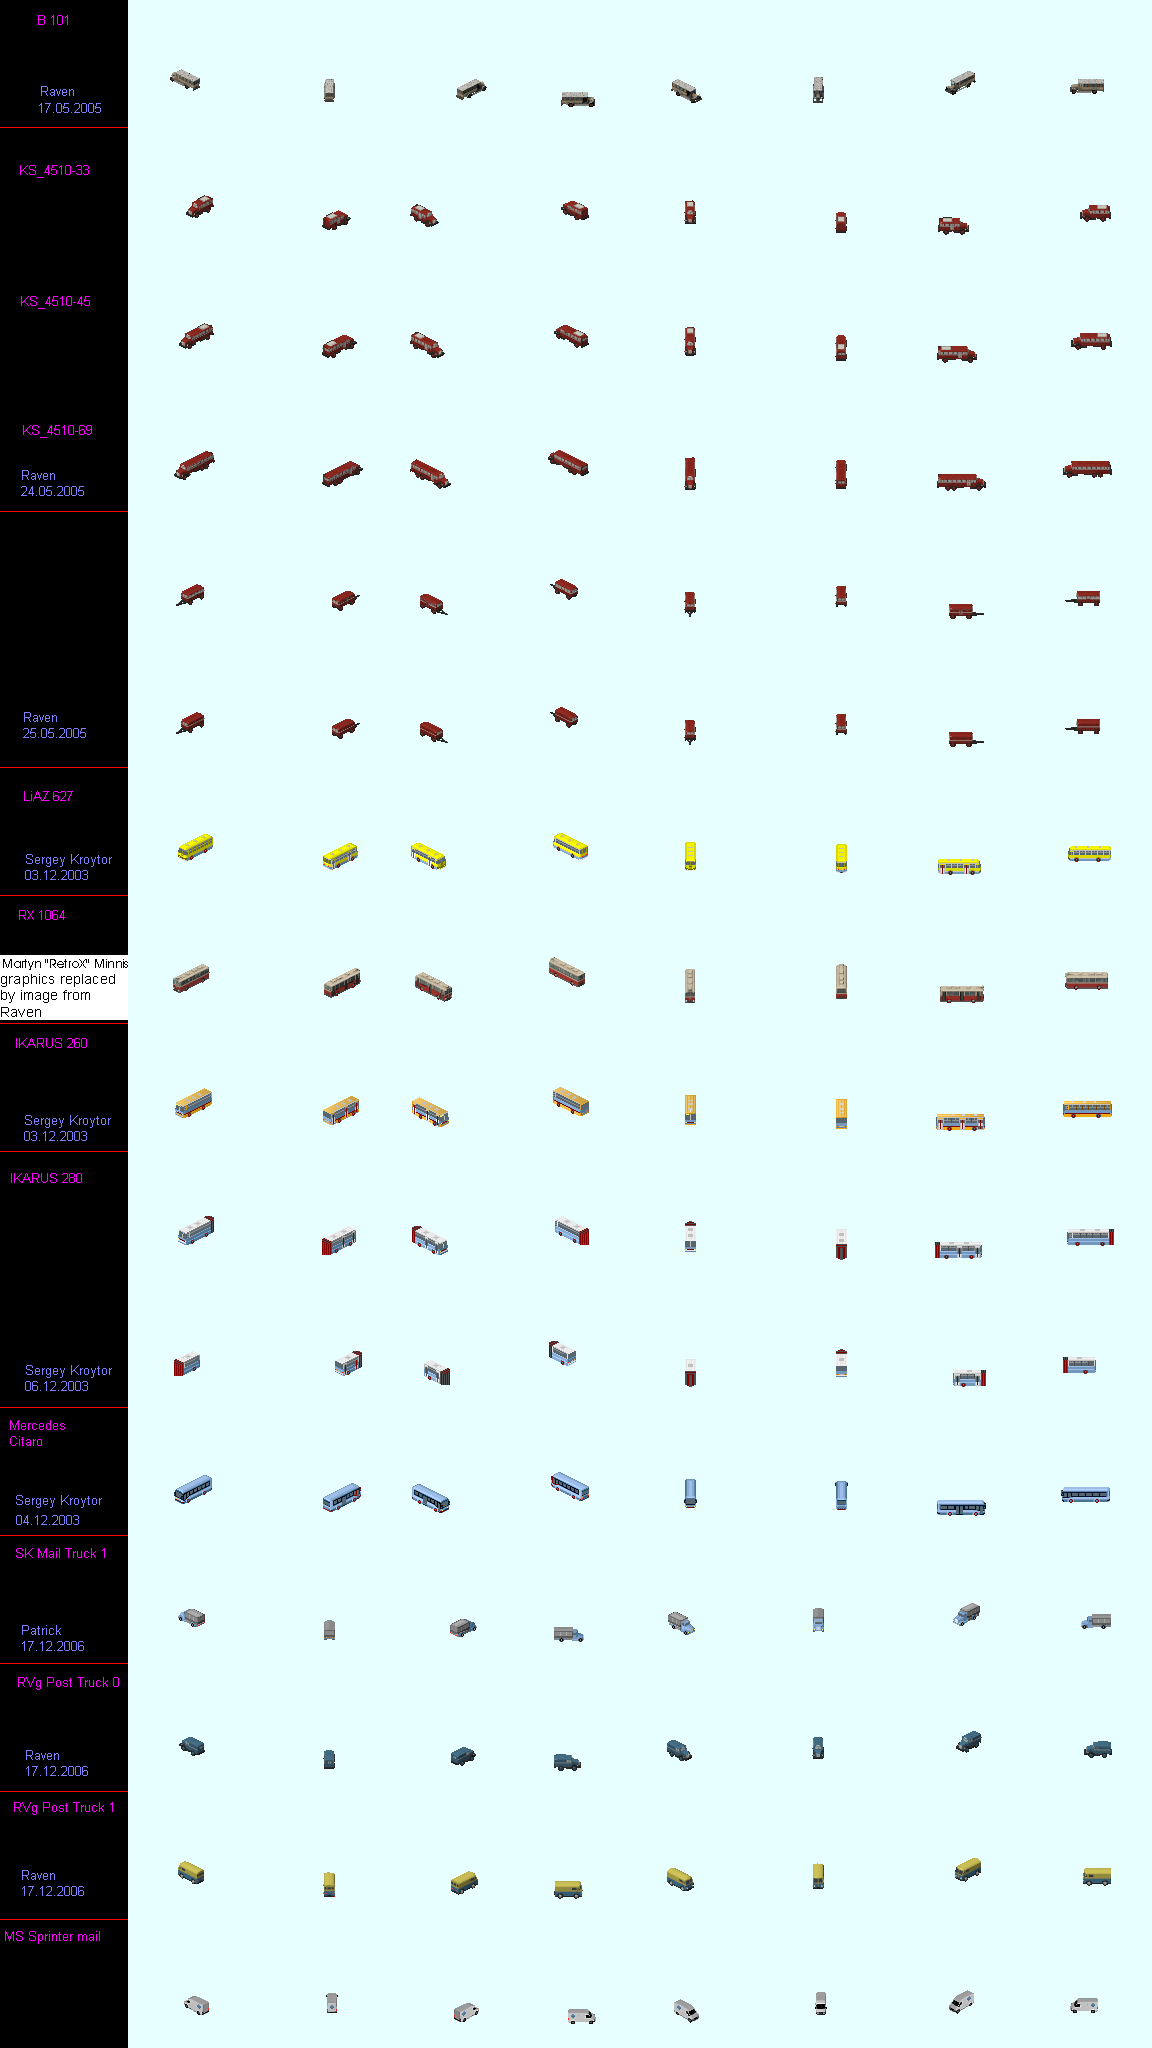 B 101
Raven
17.05.2005
KS_4510-33
KS_4510-45
KS_4510-69
Raven
24.05.2005
Raven
25.05.2005
LiAZ 627
Sergey Kroytor
03.12.2003
RX 1064
Martyn "RetroX" Minnis
graphics replaced
by image from
Raven
IKARUS 260
Sergey Kroytor
03.12.2003
IKARUS 280
Sergey Kroytor
06.12.2003
Mercedes
Citaro
Sergey Kroytor
04.12.2003
SK Mail Truck 1
Patrick
17.12.2006
RVg Post Truck 0
Raven
17.12.2006
RVg Post Truck 1
Raven
17.12.2006
MS Sprinter mail